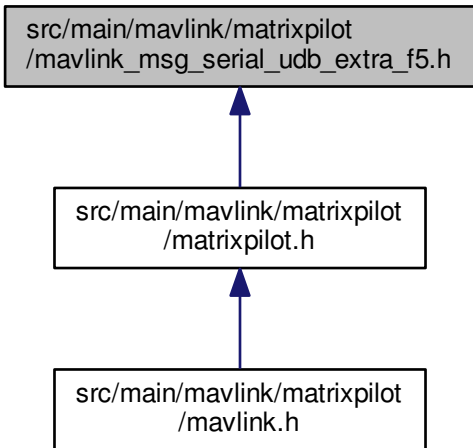 src/main/mavlink/matrixpilot
/mavlink_msg_serial_udb_extra_f5.h
src/main/mavlink/matrixpilot
/matrixpilot.h
src/main/mavlink/matrixpilot
/mavlink.h